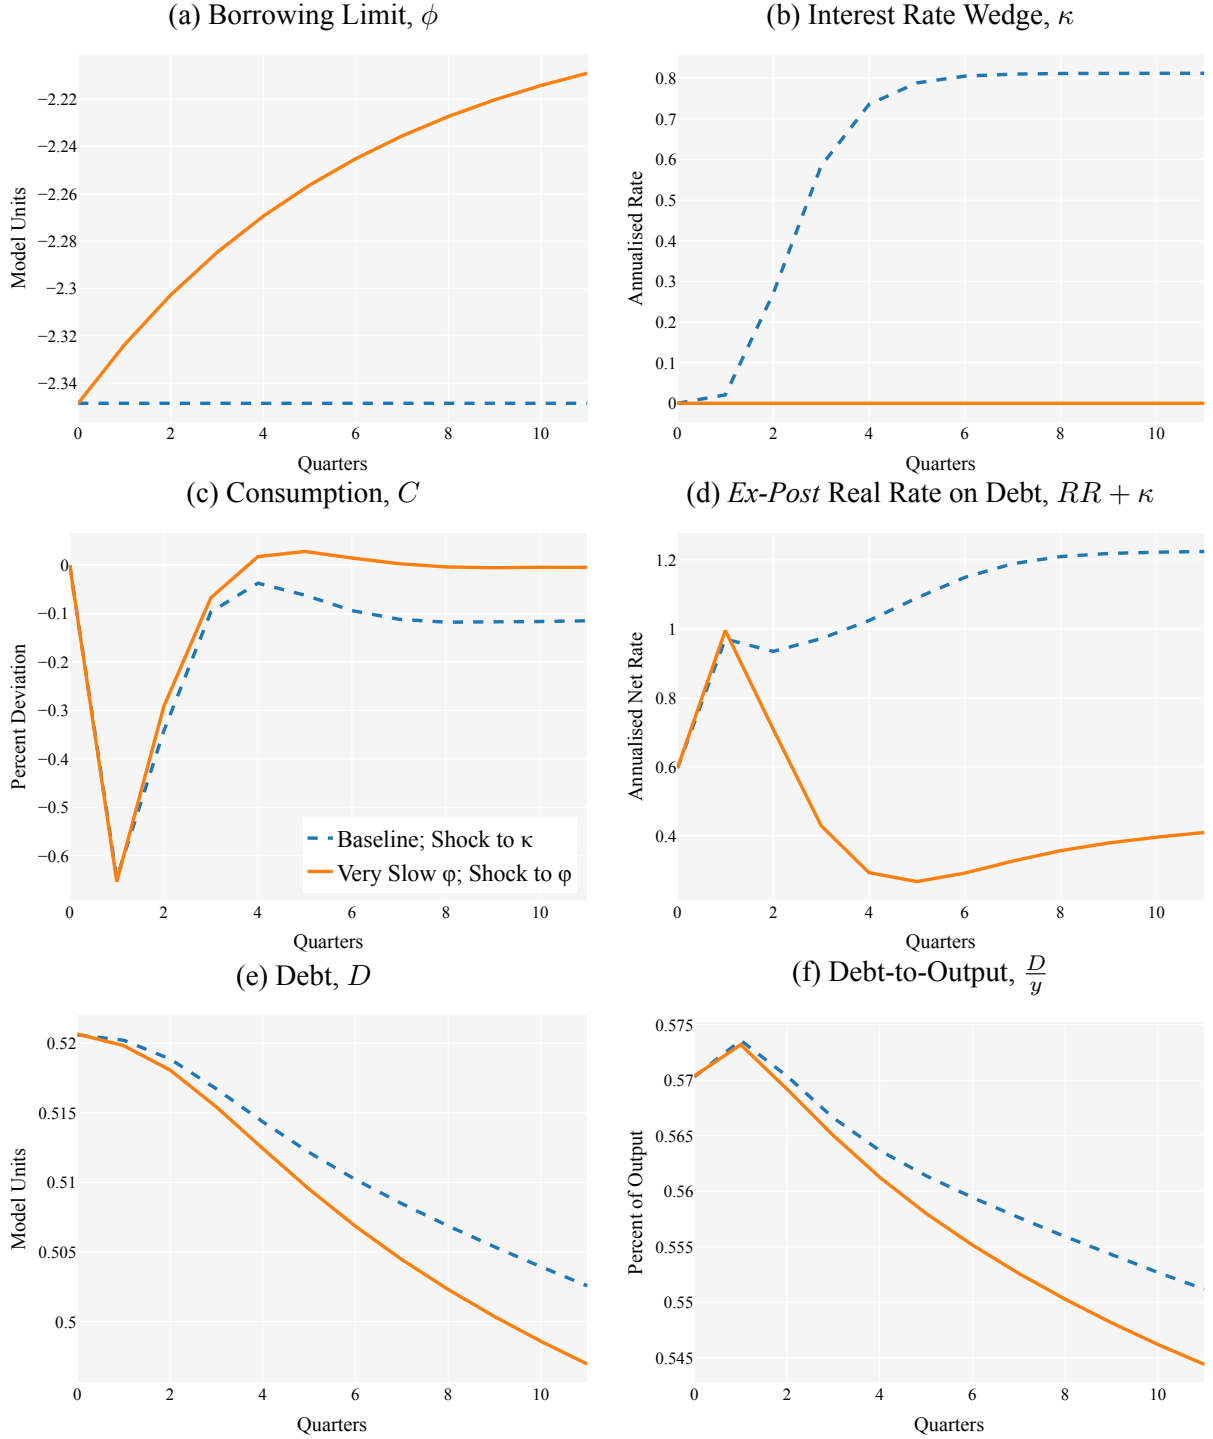 (a) Borrowing Limit, ϕ
−2.22
−2.24
−2.26
−2.28
−2.3
−2.32
−2.34
Model Units
0 2 4 6 8 10
Quarters
(b) Interest Rate Wedge, κ
0.8
0.7
0.6
0.5
0.4
0.3
0.2
0.1
0
Annualised Rate
0 2 4 6 8 10
Quarters
(c) Consumption, C
0
−0.1
−0.2
−0.3
−0.4
−0.5
−0.6
Percent Deviation
Baseline; Shock to κ
Very Slow φ; Shock to φ
0 2 4 6 8 10
Quarters
(d) Ex-Post Real Rate on Debt, RR + κ
1.2
1
0.8
0.6
0.4
Annualised Net Rate
0 2 4 6 8 10
Quarters
(e) Debt, D
0.52
0.515
0.51
0.505
0.5
Model Units
0 2 4 6 8 10
Quarters
(f) Debt-to-Output, D/y
0.575
0.57
0.565
0.56
0.555
0.55
0.545
Percent of Output
0 2 4 6 8 10
Quarters